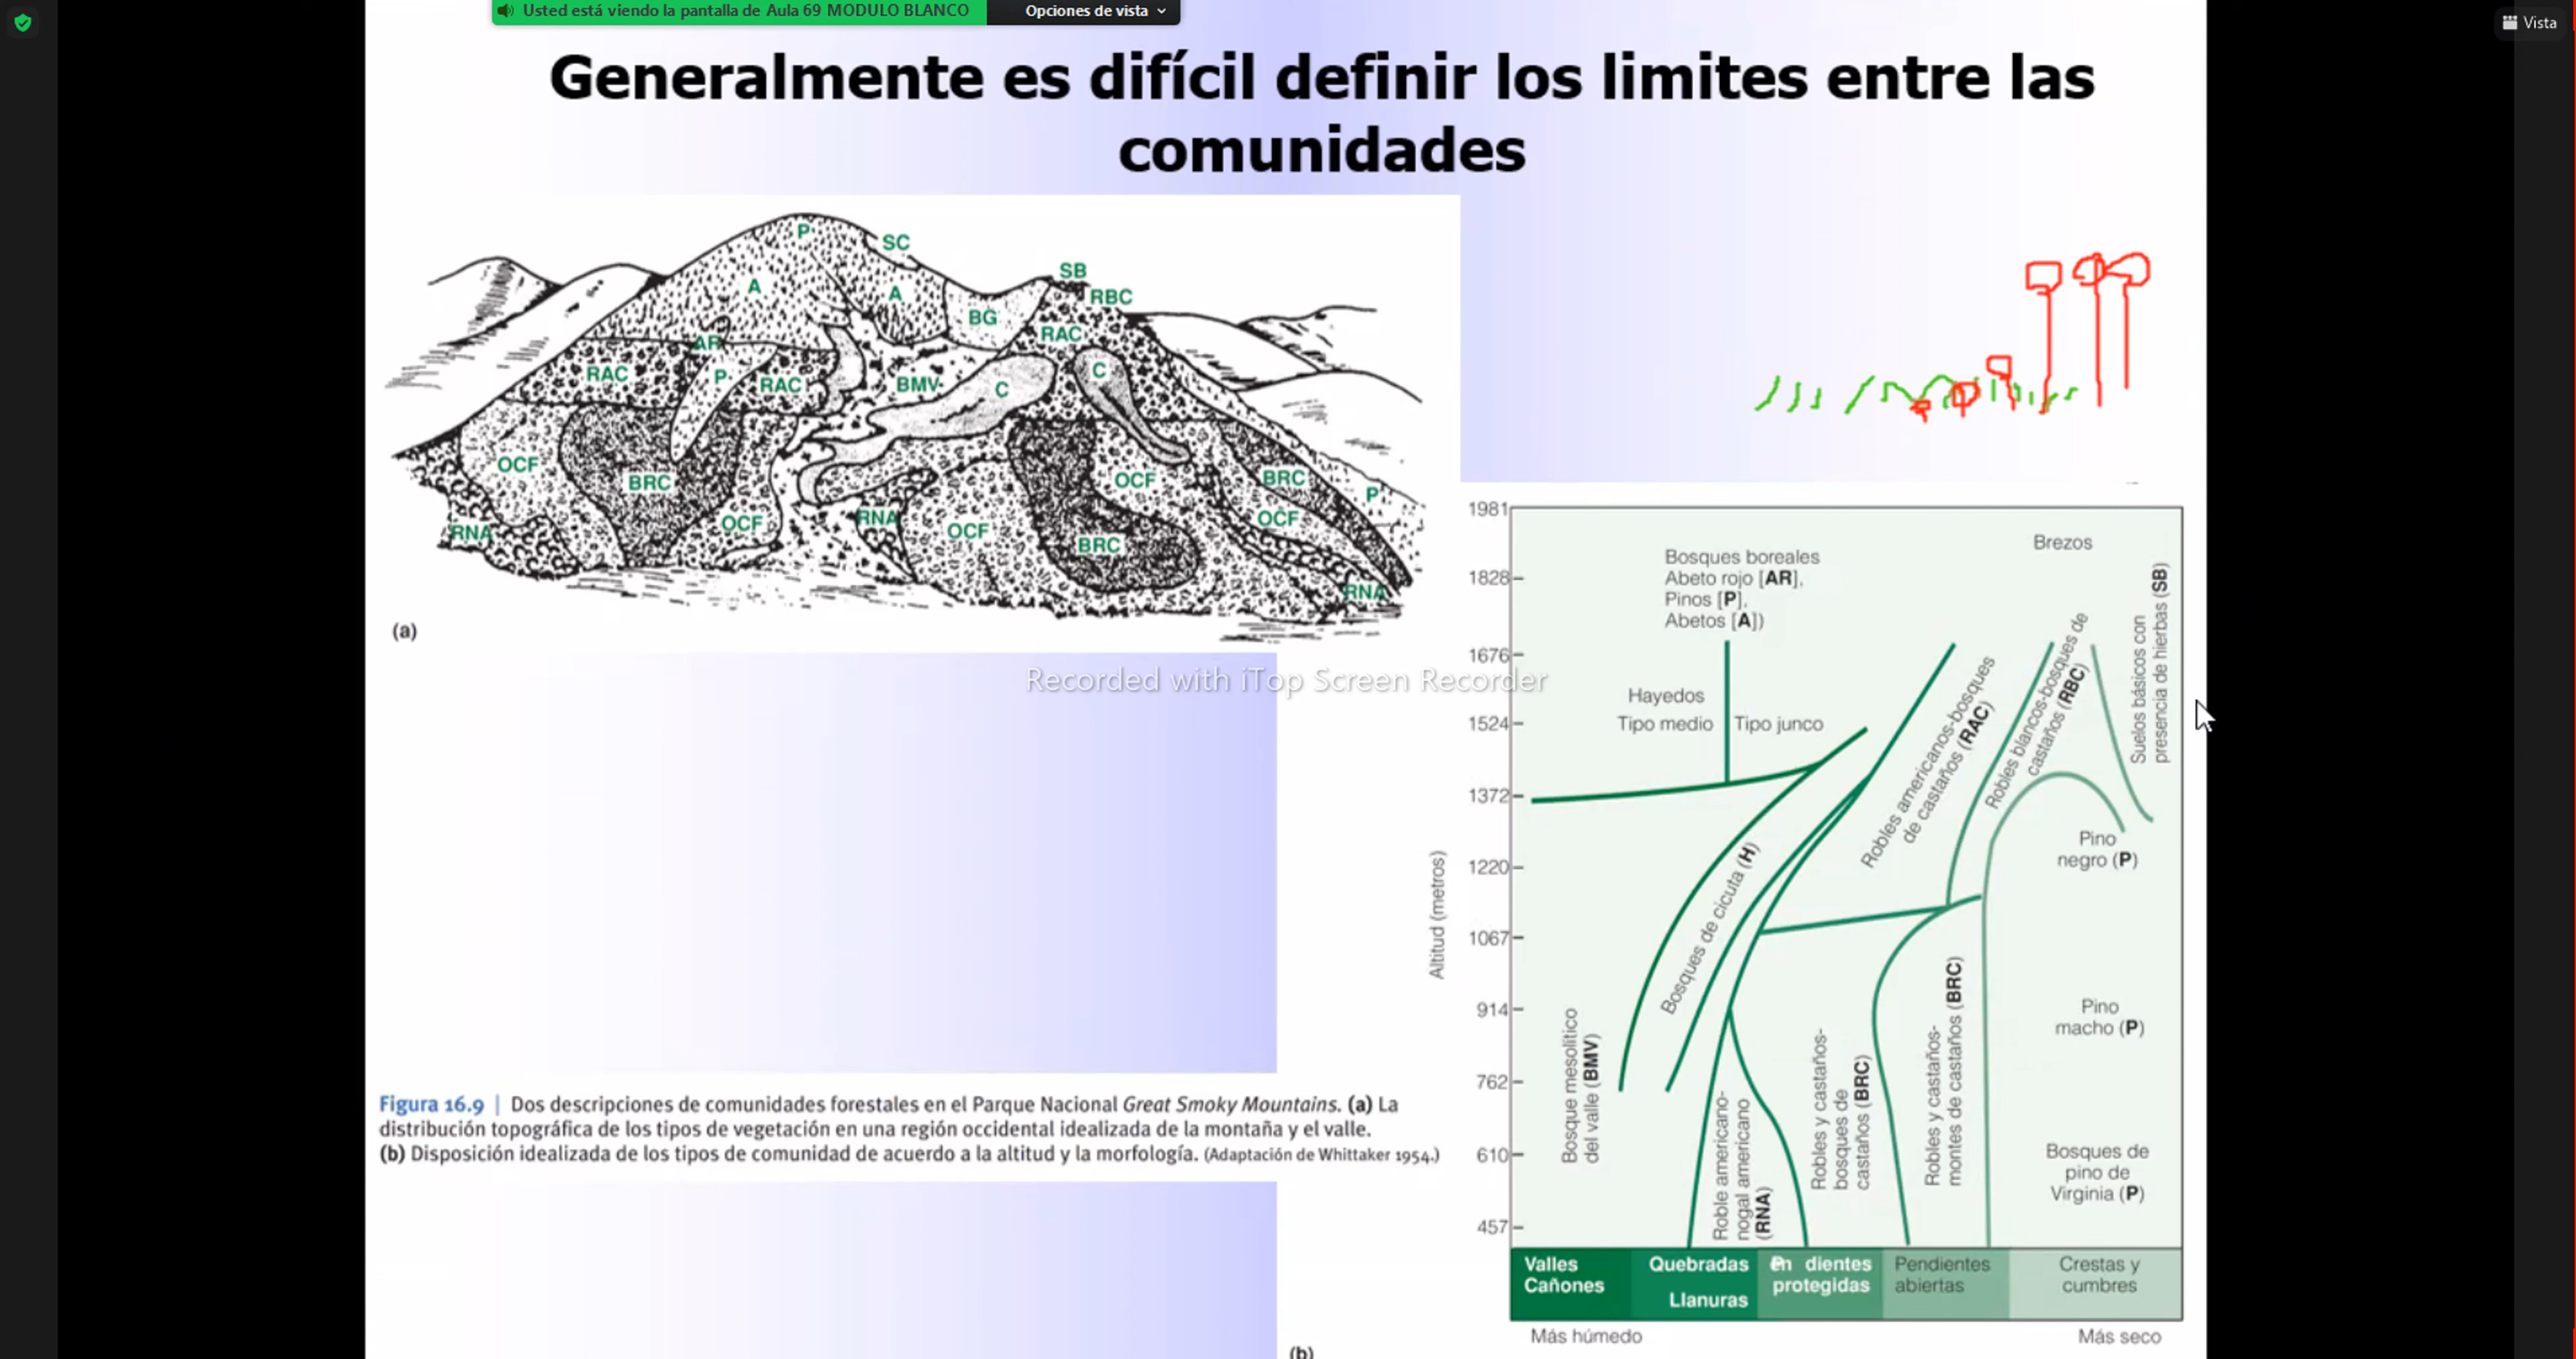 Usted está viendo la pantalla de Aula 69 MODULO BLANCO
Opciones de vista
Vista
Generalmente es difícil definir los limites entre las
comunidades
P
SC
A
A
SB
RBC
BG
RAC
AR
RAC
P
RAC
BMV
C
C
OCF
BRC
OCF
BRC
P
RNA
OCF
RNA
OCF
BRC
OCF
RNA
(a)
Recorded with iTop Screen Recorder
Figura 16.9 | Dos descripciones de comunidades forestales en el Parque Nacional Great Smoky Mountains. (a) La
distribución topográfica de los tipos de vegetación en una región occidental idealizada de la montaña y el valle.
(b) Disposición idealizada de los tipos de comunidad de acuerdo a la altitud y la morfología. (Adaptación de Whittaker 1954.)
Altitud (metros)
1981
1828
1676
1524
1372
1220
1067
914
762
610
457
Bosques boreales
Abeto rojo [AR],
Pinos [P],
Abetos [A])
Brezos
Suelos básicos con
presencia de hierbas (SB)
Hayedos
Tipo medio
Tipo junco
Robles americanos-bosques
de castaños (RAC)
Robles blancos-bosques de
castaños (RBC)
Pino
negro (P)
Bosques de cicuta (H)
Bosque mesolítico
del valle (BMV)
Roble americano-
nogal americano
(RNA)
Robles y castaños-
bosques de
castaños (BRC)
Robles y castaños-
montes de castaños (BRC)
Pino
macho (P)
Bosques de
pino de
Virginia (P)
Valles
Cañones
Quebradas
Llanuras
dientes
protegidas
Pendientes
abiertas
Crestas y
cumbres
Más húmedo
Más seco
(b)